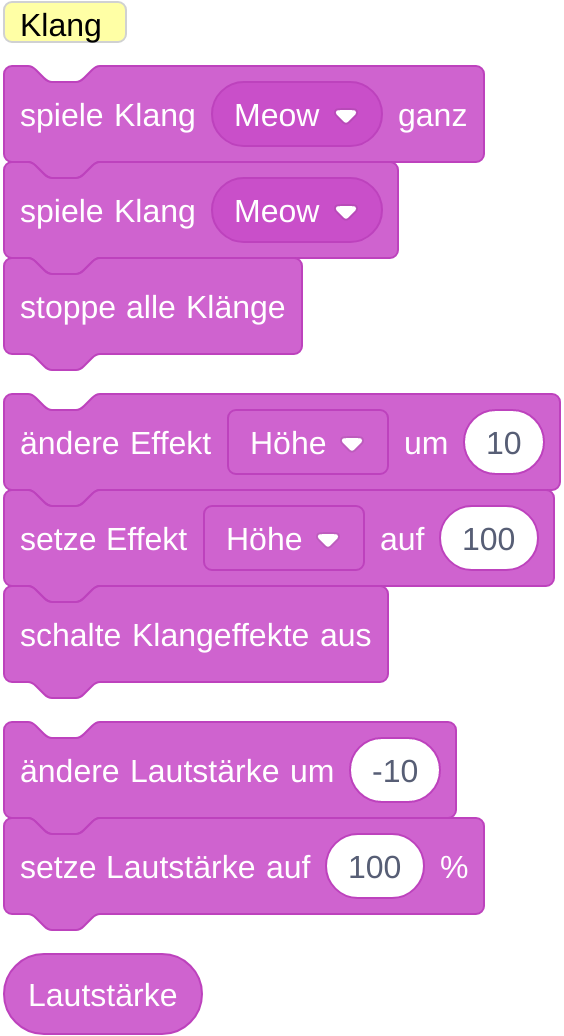 Klang
spiele Klang Meow ganz
spiele Klang Meow
stoppe alle Klänge
ändere Effekt Höhe um 10
setze Effekt Höhe auf 100
schalte Klangeffekte aus
ändere Lautstärke um -10
setze Lautstärke auf 100 %
Lautstärke